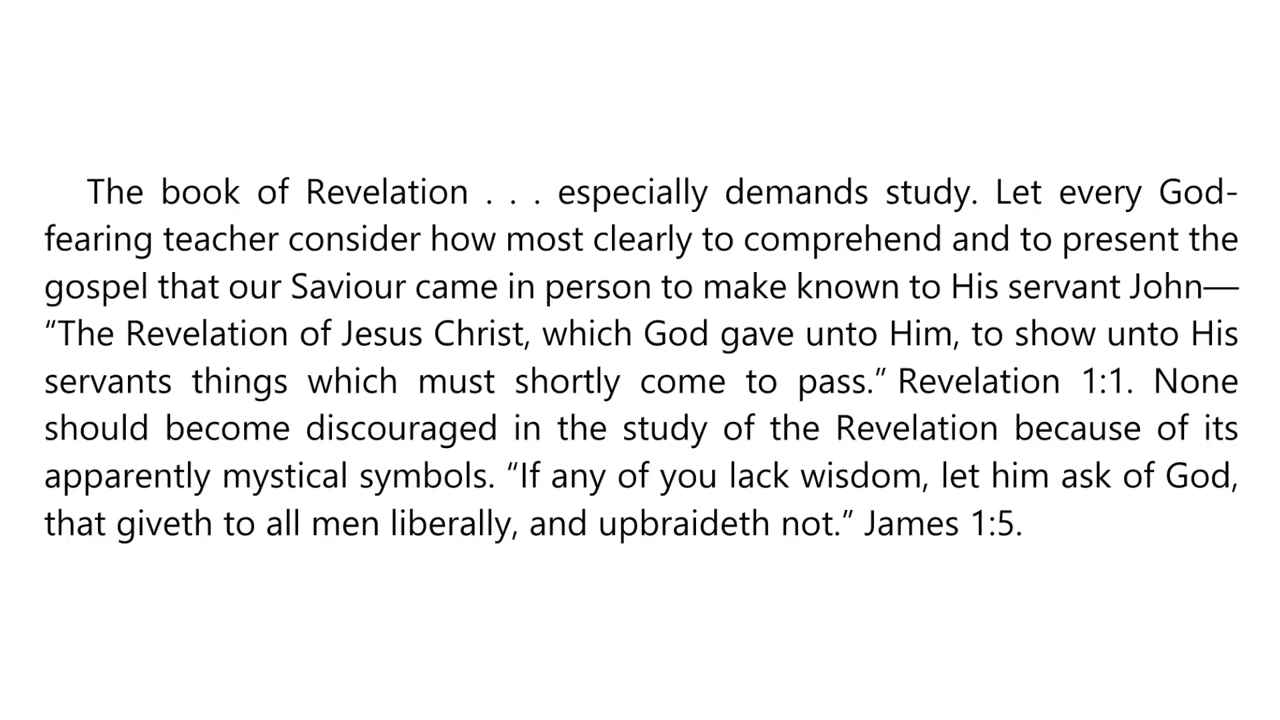 The book of Revelation . . . especially demands study. Let every God-
fearing teacher consider how most clearly to comprehend and to present the
gospel that our Saviour came in person to make known to His servant John—
“The Revelation of Jesus Christ, which God gave unto Him, to show unto His
servants things which must shortly come to pass.” Revelation 1:1. None
should become discouraged in the study of the Revelation because of its
apparently mystical symbols. “If any of you lack wisdom, let him ask of God,
that giveth to all men liberally, and upbraideth not.” James 1:5.